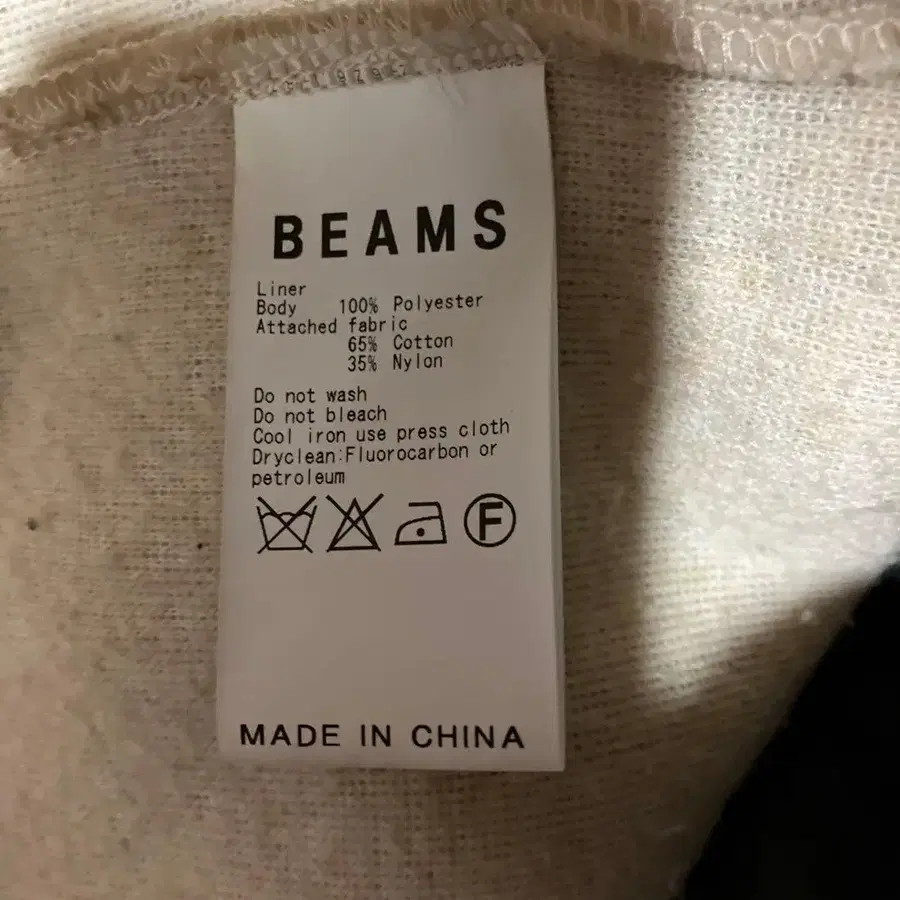 BEAMS
Liner
Body 100% Polyester
Attached fabric
65% Cotton
35% Nylon
Do not wash
Do not bleach
Cool iron use press cloth
Dryclean:Fluorocarbon or
petroleum
F
MADE IN CHINA